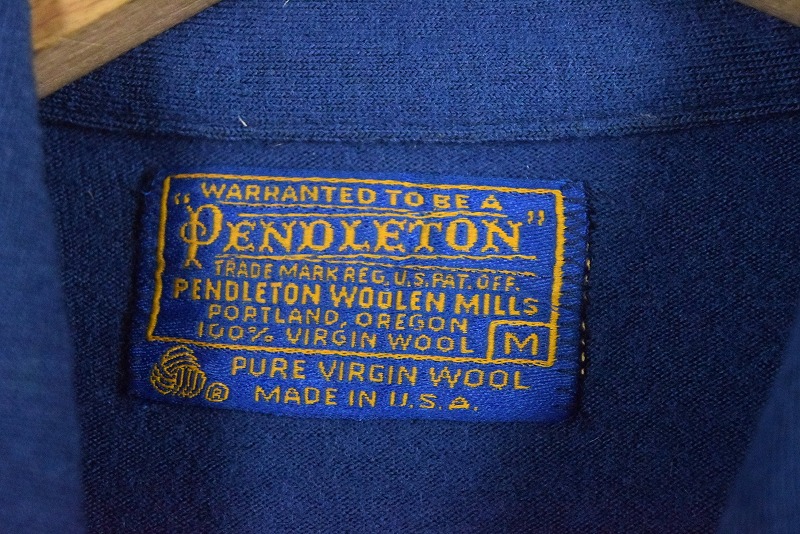 WARRANTED TO BE A
"PENDLETON"
TRADE MARK REG. U.S. PAT. OFF.
PENDLETON WOOLEN MILLS
PORTLAND, OREGON
100% VIRGIN WOOL M
PURE VIRGIN WOOL
® MADE IN U.S.A.